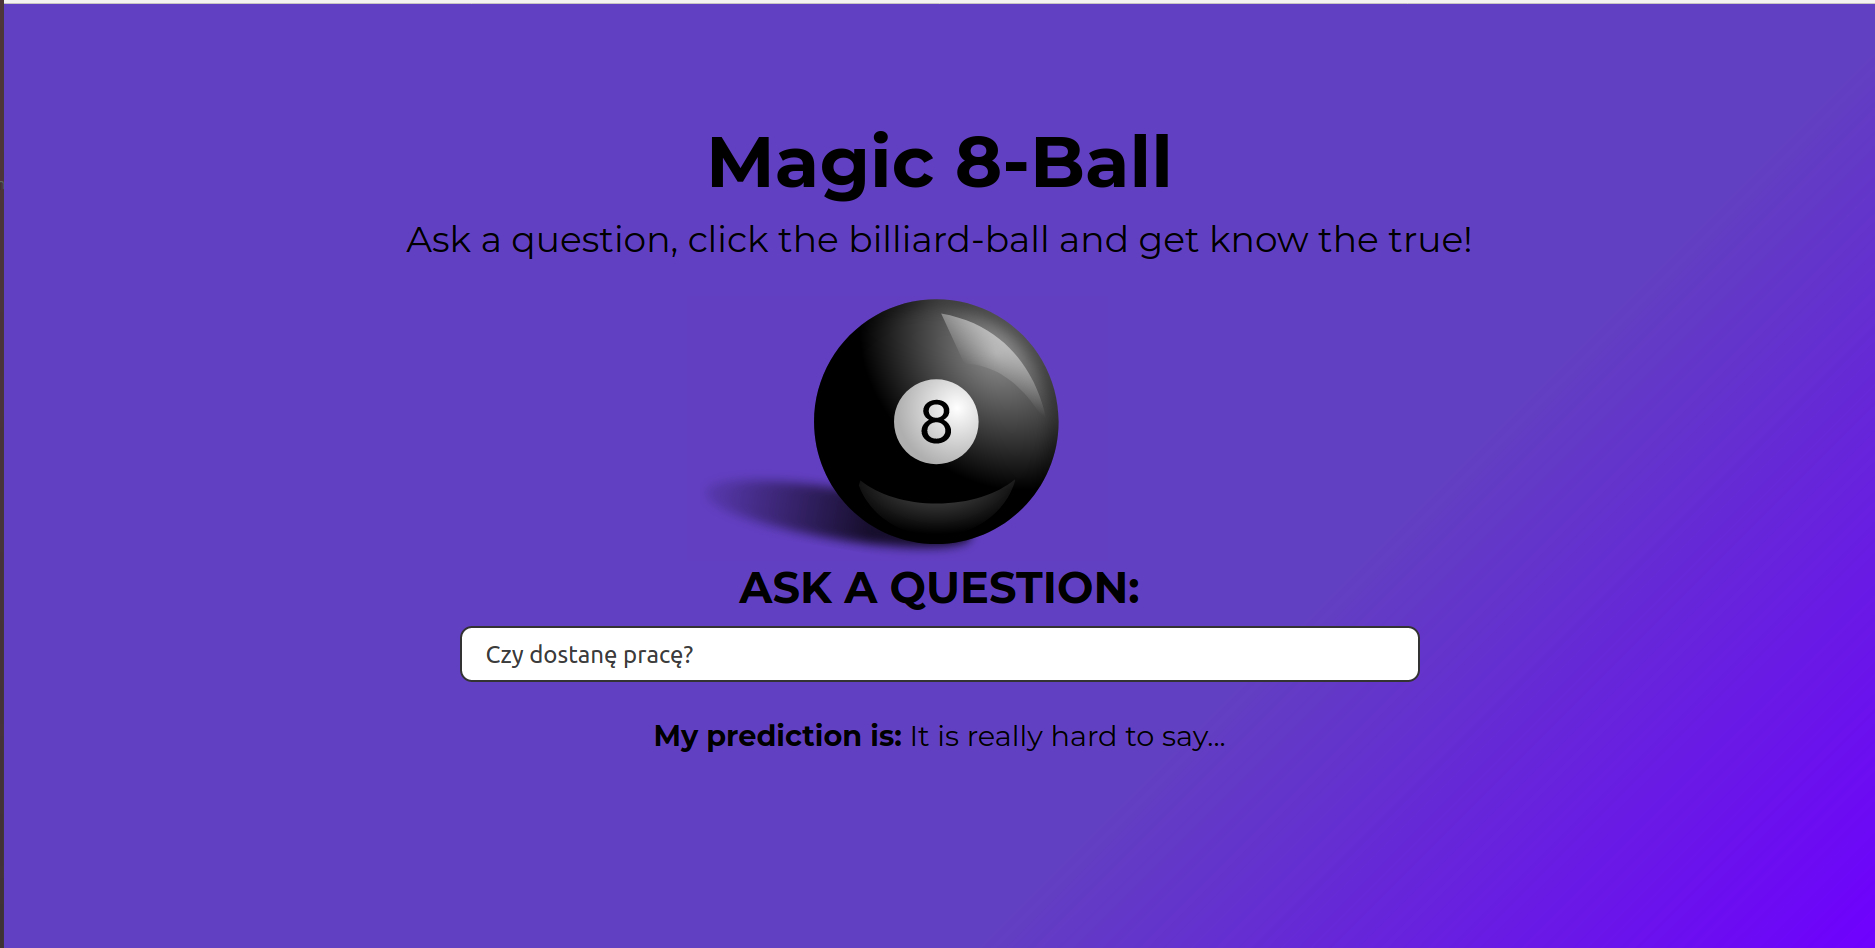 Magic 8-Ball
Ask a question, click the billiard-ball and get know the true!
8
ASK A QUESTION:
Czy dostanę pracę?
My prediction is: It is really hard to say...